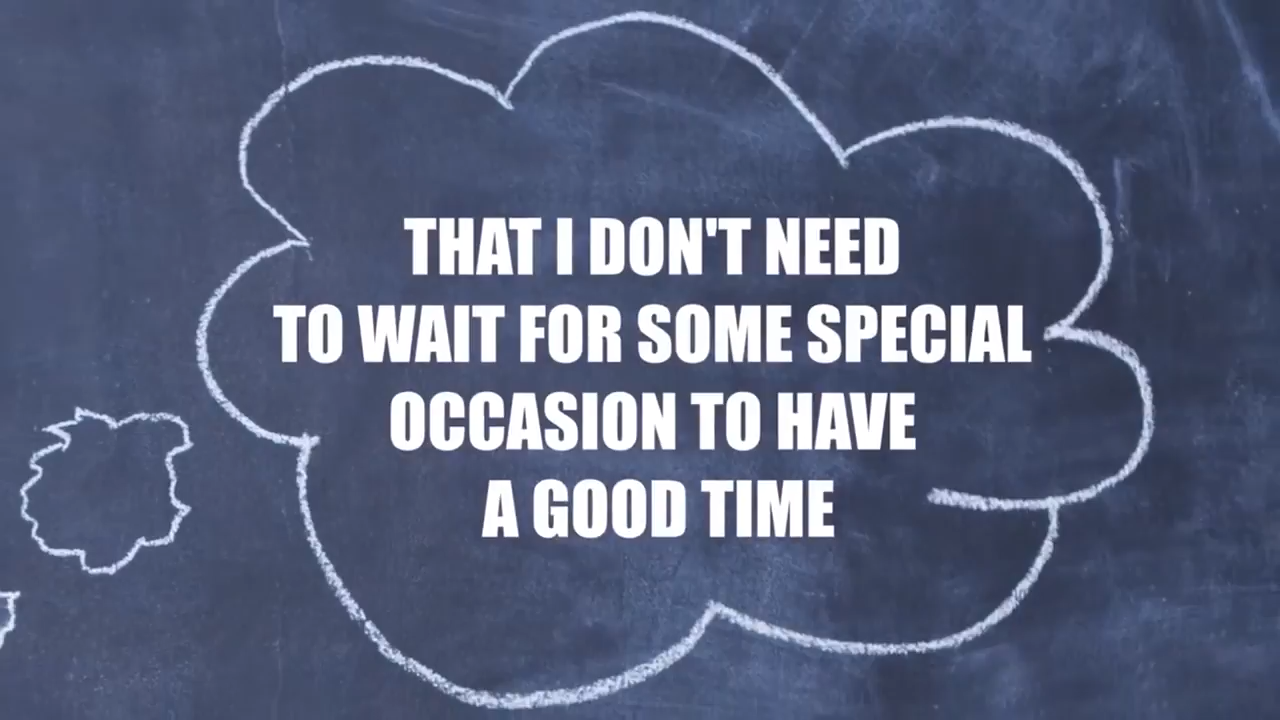 THAT I DON'T NEED
TO WAIT FOR SOME SPECIAL
OCCASION TO HAVE
A GOOD TIME